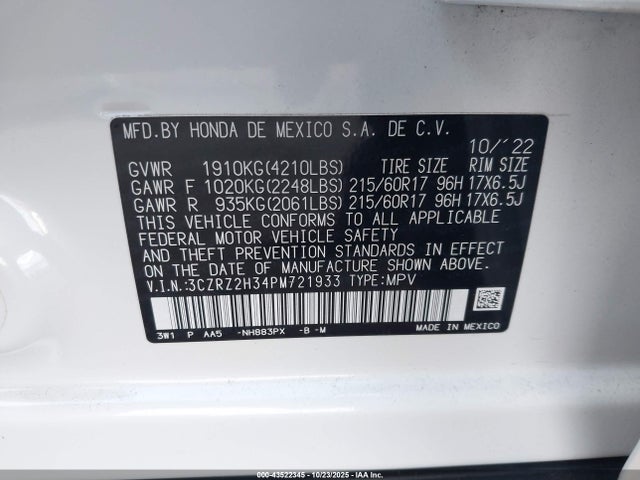 MFD.BY HONDA DE MEXICO S.A. DE C.V.
10/'22
GVWR 1910KG(4210LBS) TIRE SIZE RIM SIZE
GAWR F 1020KG(2248LBS) 215/60R17 96H 17X6.5J
GAWR R 935KG(2061LBS) 215/60R17 96H 17X6.5J
THIS VEHICLE CONFORMS TO ALL APPLICABLE
FEDERAL MOTOR VEHICLE SAFETY
AND THEFT PREVENTION STANDARDS IN EFFECT
ON THE DATE OF MANUFACTURE SHOWN ABOVE.
V.I.N.:3CZRZ2H34PM721933 TYPE:MPV
3W1 P AA5 -NH883PX -B -M MADE IN MEXICO
000-43522345 - 10/23/2025 - IAA Inc.